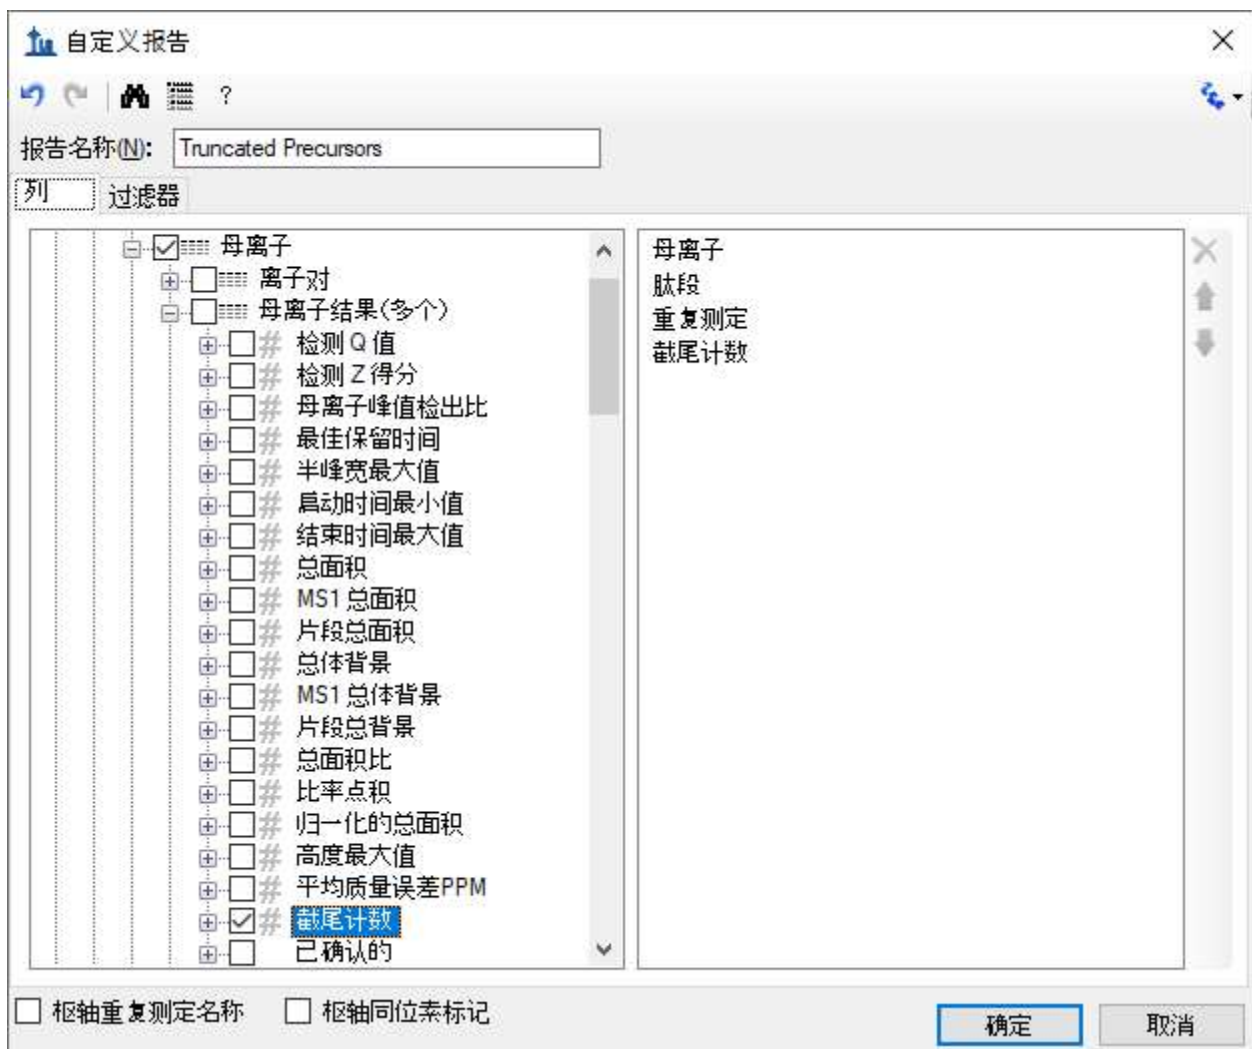 自定义报告
?
报告名称(N): Truncated Precursors
列 过滤器
母离子
离子对
母离子结果(多个)
# 检测 Q 值
# 检测 Z 得分
# 母离子峰值检出比
# 最佳保留时间
# 半峰宽最大值
# 启动时间最小值
# 结束时间最大值
# 总面积
# MS1 总面积
# 片段总面积
# 总体背景
# MS1 总体背景
# 片段总背景
# 总面积比
# 比率点积
# 归一化的总面积
# 高度最大值
# 平均质量误差PPM
# 截尾计数
已确认的
母离子
肽段
重复测定
截尾计数
枢轴重复测定名称 枢轴同位素标记
确定 取消